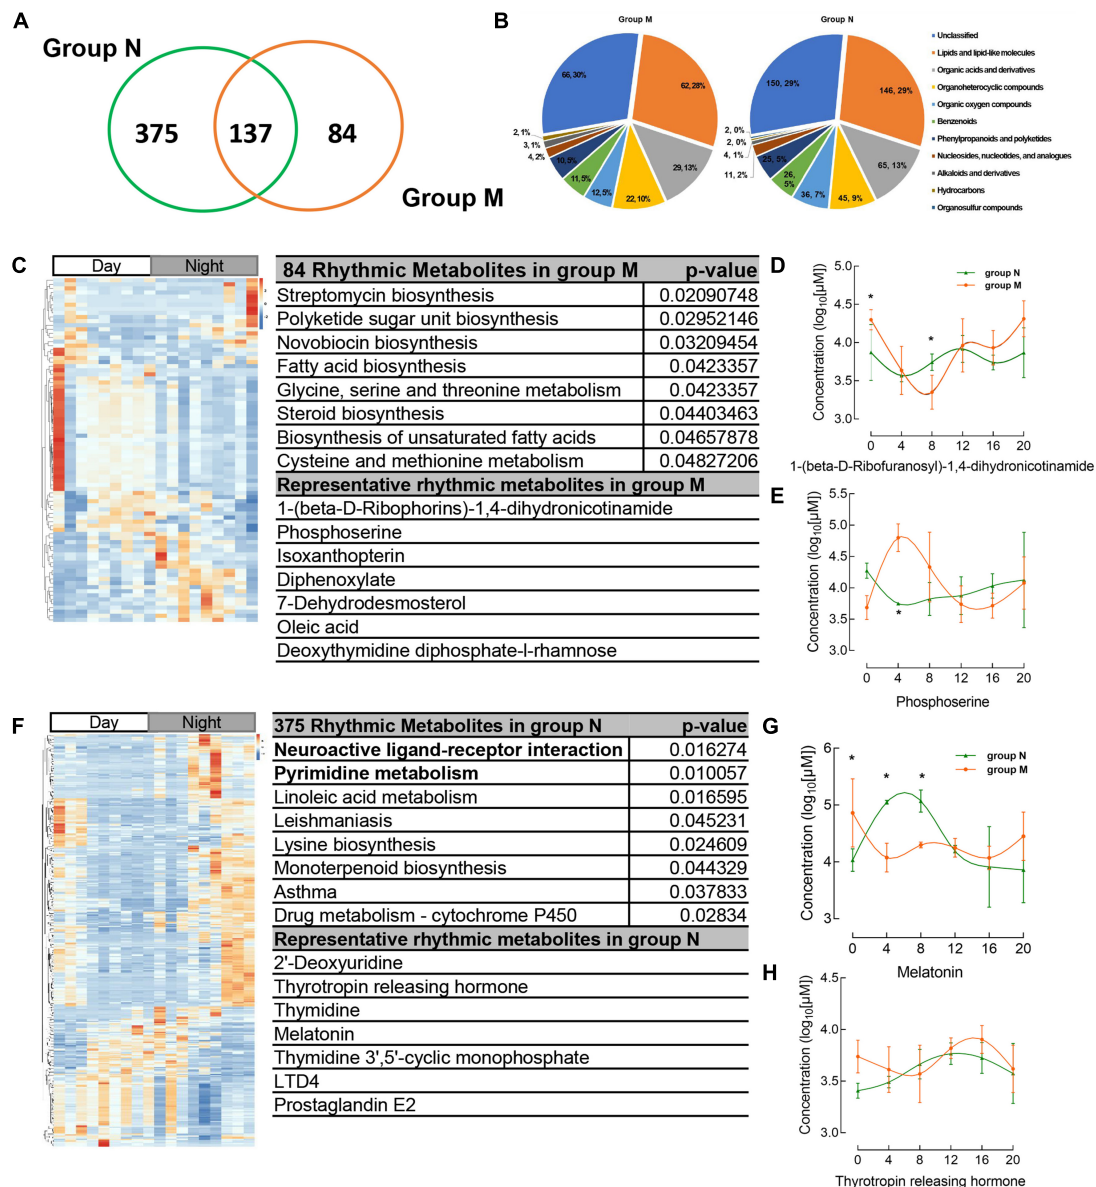 A
Group N
375
137
84
Group M
B
Group M
Group N
66, 30%
62, 28%
29, 13%
22, 10%
12, 5%
11, 5%
10, 5%
4, 2%
3, 1%
2, 1%
150, 29%
146, 29%
65, 13%
45, 9%
36, 7%
26,
5%
25, 5%
11, 2%
4, 1%
2, 0%
2, 0%
Unclassified
Lipids and lipid-like molecules
Organic acids and derivatives
Organoheterocyclic compounds
Organic oxygen compounds
Benzenoids
Phenylpropanoids and polyketides
Nucleosides, nucleotides, and analogues
Alkaloids and derivatives
Hydrocarbons
Organosulfur compounds
C
Day Night
84 Rhythmic Metabolites in group M p-value
Streptomycin biosynthesis 0.02090748
Polyketide sugar unit biosynthesis 0.02952146
Novobiocin biosynthesis 0.03209454
Fatty acid biosynthesis 0.0423357
Glycine, serine and threonine metabolism 0.0423357
Steroid biosynthesis 0.04403463
Biosynthesis of unsaturated fatty acids 0.04657878
Cysteine and methionine metabolism 0.04827206
Representative rhythmic metabolites in group M
1-(beta-D-Ribophorins)-1,4-dihydronicotinamide
Phosphoserine
Isoxanthopterin
Diphenoxylate
7-Dehydrodesmosterol
Oleic acid
Deoxythymidine diphosphate-l-rhamnose
D
Concentration (log10[µM])
5.0
4.5
4.0
3.5
3.0
group N
group M
*
*
0 4 8 12 16 20
1-(beta-D-Ribofuranosyl)-1,4-dihydronicotinamide
E
Concentration (log10[µM])
5.5
5.0
4.5
4.0
3.5
3.0
*
0 4 8 12 16 20
Phosphoserine
F
Day Night
375 Rhythmic Metabolites in group N p-value
Neuroactive ligand-receptor interaction 0.016274
Pyrimidine metabolism 0.010057
Linoleic acid metabolism 0.016595
Leishmaniasis 0.045231
Lysine biosynthesis 0.024609
Monoterpenoid biosynthesis 0.044329
Asthma 0.037833
Drug metabolism - cytochrome P450 0.02834
Representative rhythmic metabolites in group N
2'-Deoxyuridine
Thyrotropin releasing hormone
Thymidine
Melatonin
Thymidine 3',5'-cyclic monophosphate
LTD4
Prostaglandin E2
G
Concentration (log10[µM])
6
5
4
3
group N
group M
* * *
0 4 8 12 16 20
Melatonin
H
Concentration (log10[µM])
4.5
4.0
3.5
3.0
0 4 8 12 16 20
Thyrotropin releasing hormone